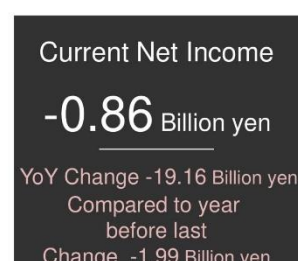 Current Net Income
-0.86 Billion yen
YoY Change -19.16 Billion yen
Compared to year
before last
Change -1.99 Billion yen